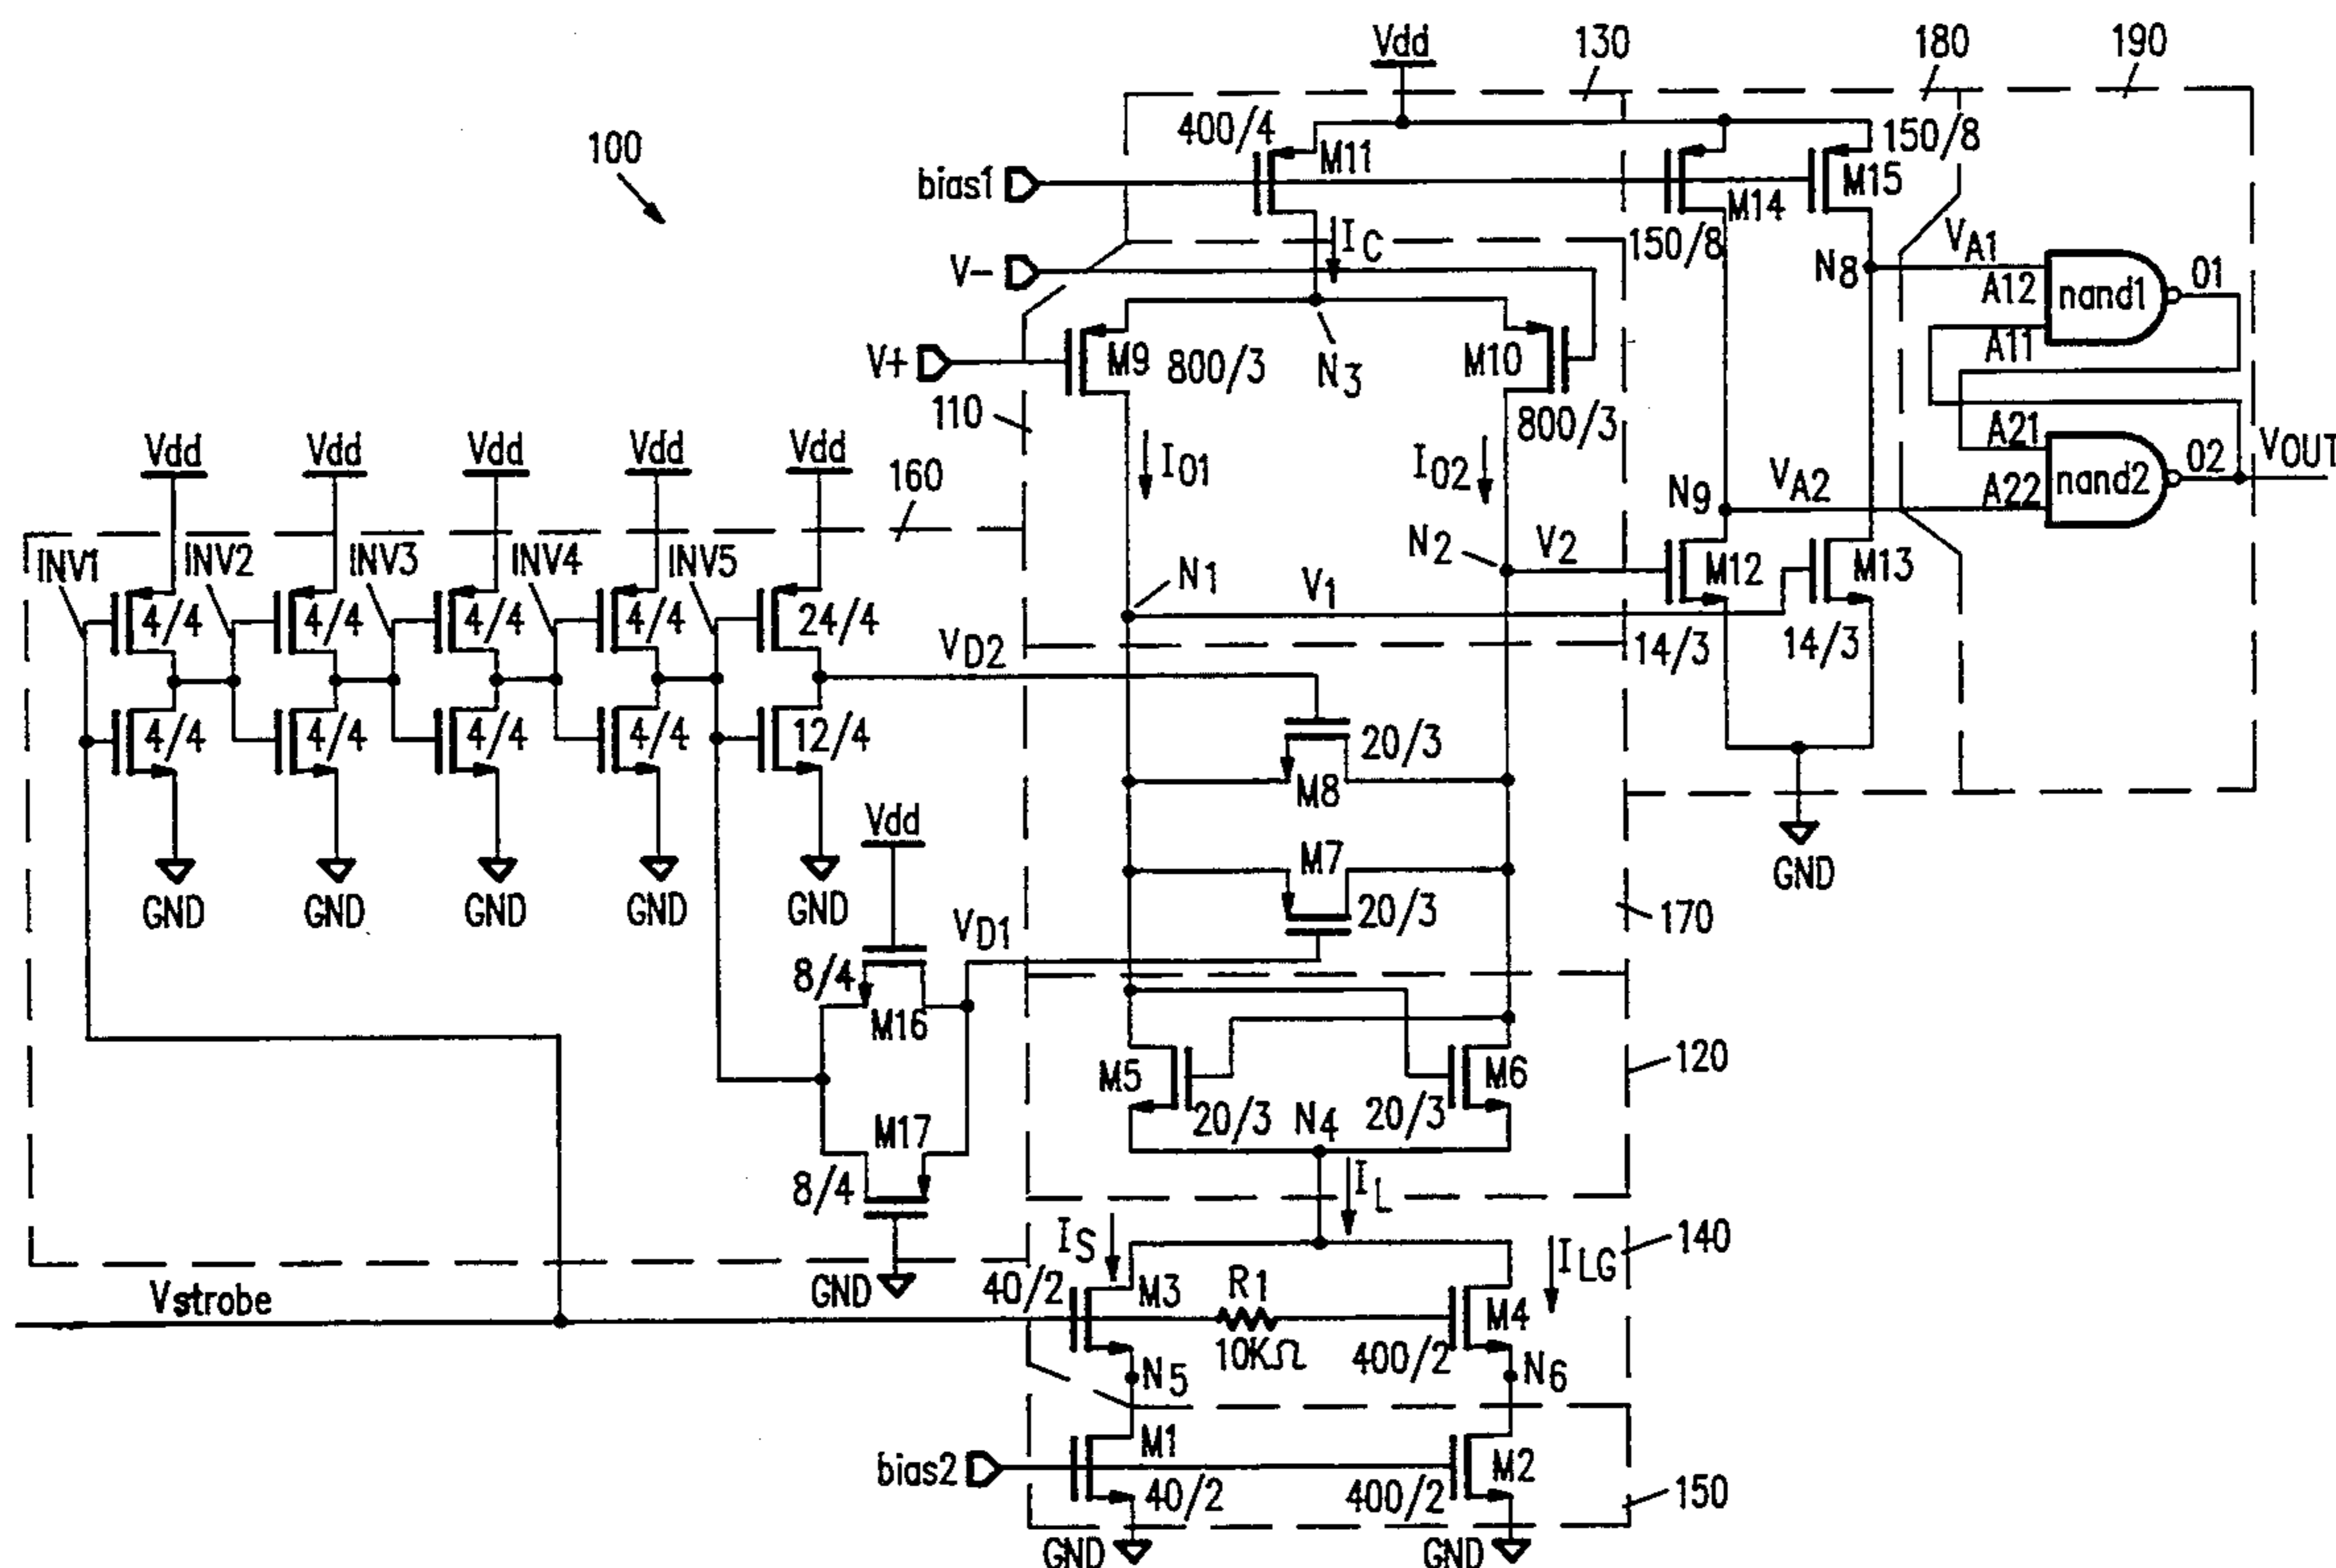 Vdd
130
180
190
400/4
150/8
100
M11
bias1
M15
M14
IC
150/8
VA1
V-
N8
O1
A12
nand1
M9
800/3
N3
M10
A11
V+
110
800/3
A21
Vdd
Vdd
Vdd
Vdd
Vdd
160
IO1
IO2
N9
VA2
A22
nand2
O2
VOUT
INV1
INV2
INV3
INV4
INV5
N1
N2
V2
M12
M13
4/4
4/4
4/4
4/4
24/4
V1
14/3
14/3
VD2
4/4
4/4
4/4
4/4
12/4
20/3
M8
Vdd
GND
M7
GND
GND
GND
GND
GND
VD1
20/3
170
8/4
M16
M5
M6
120
M17
20/3
N4
20/3
8/4
IL
IS
140
ILG
Vstrobe
GND
40/2
M3
R1
M4
10KΩ
400/2
N5
N6
M1
M2
bias2
40/2
400/2
150
GND
GND